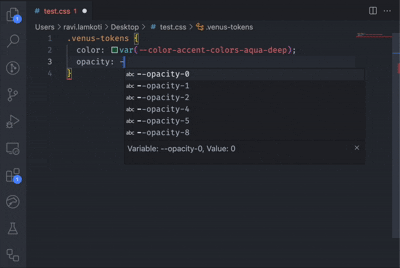 test.css 1
Users > ravi.lamkoti > Desktop > test.css > .venus-tokens
1 .venus-tokens {
2 color: var(--color-accent-colors-aqua-deep);
3 opacity: -
4 }
abc --opacity-0
abc --opacity-1
abc --opacity-2
abc --opacity-4
abc --opacity-5
abc --opacity-8
Variable: --opacity-0, Value: 0
1
1